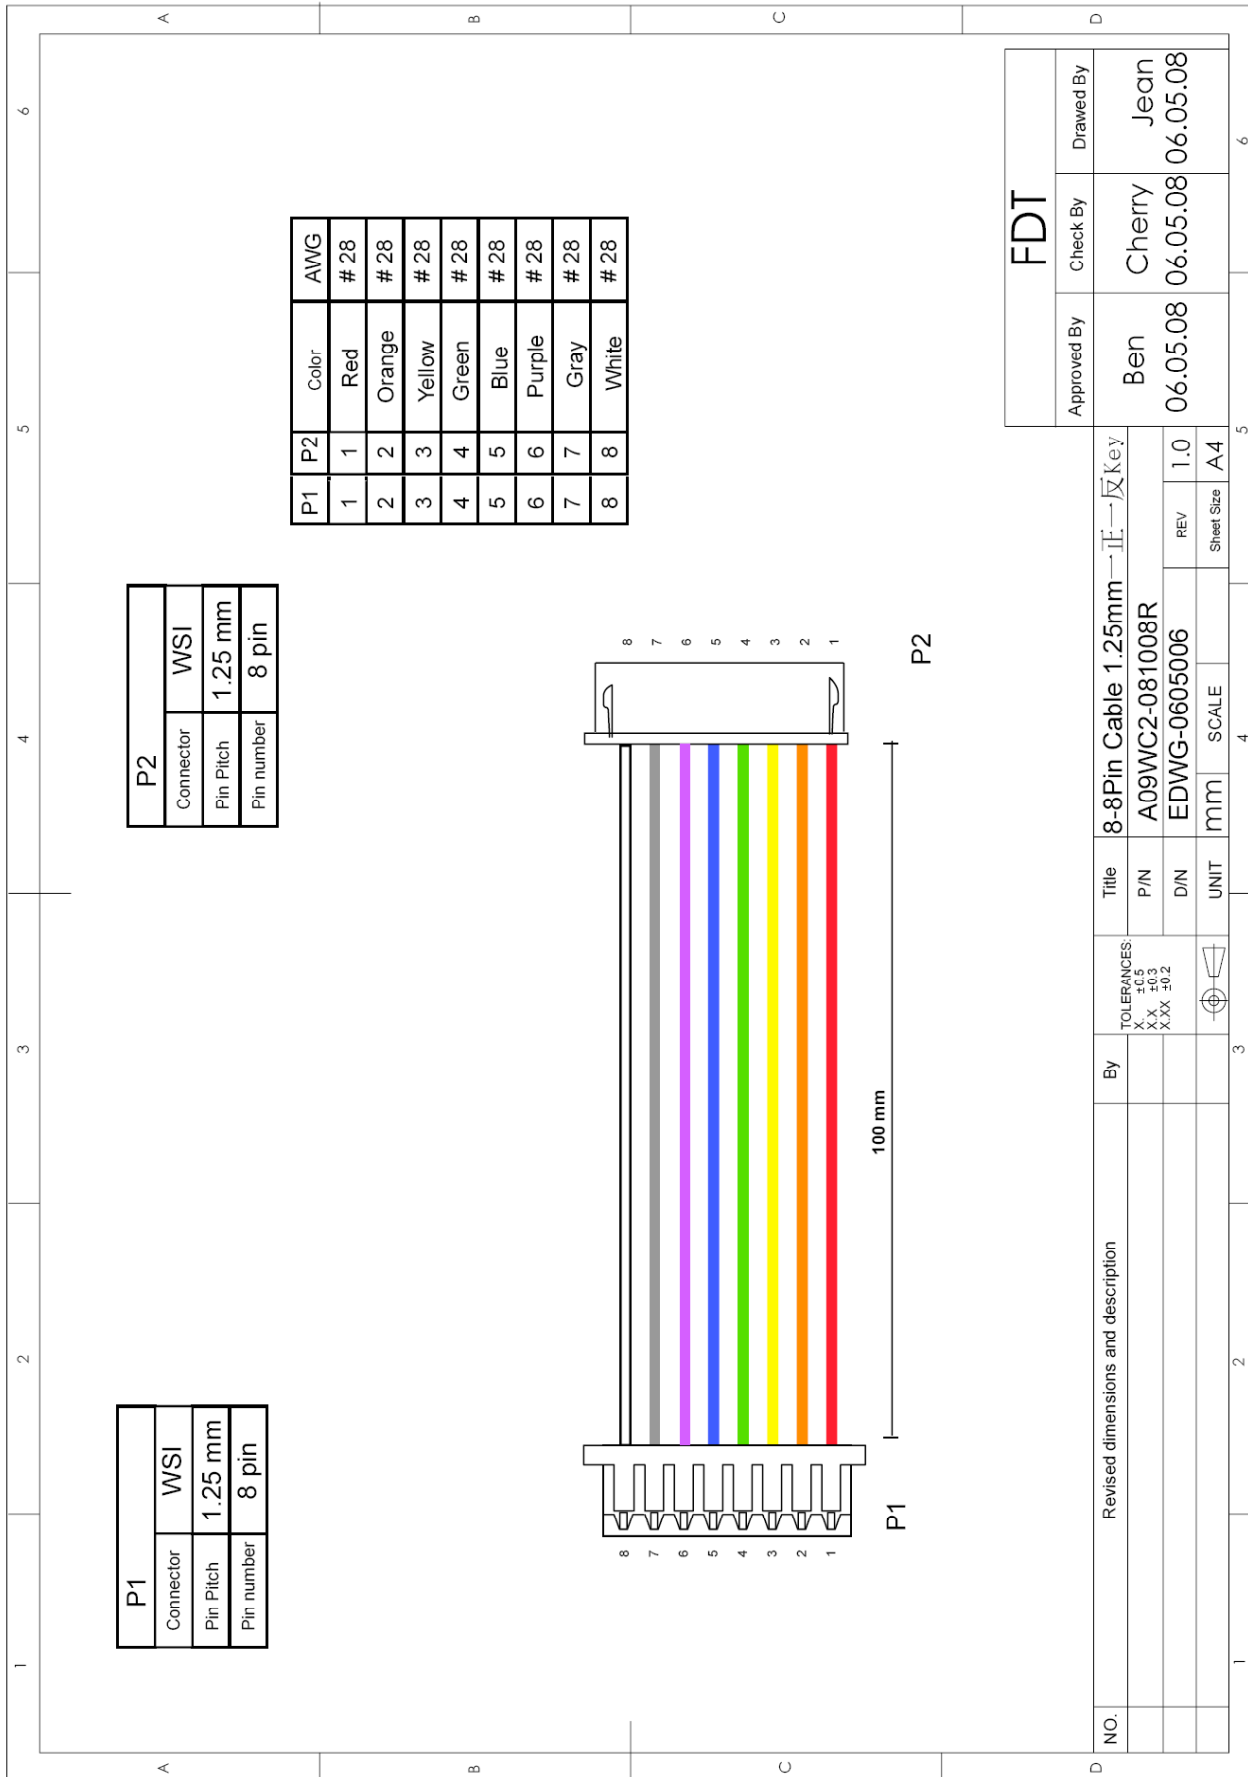 1 2 3 4 5 6
A A
B B
C C
D D
P1
Connector WSI
Pin Pitch 1.25 mm
Pin number 8 pin
P2
Connector WSI
Pin Pitch 1.25 mm
Pin number 8 pin
P1 P2 Color AWG
1 1 Red # 28
2 2 Orange # 28
3 3 Yellow # 28
4 4 Green # 28
5 5 Blue # 28
6 6 Purple # 28
7 7 Gray # 28
8 8 White # 28
8 8
7 7
6 6
5 5
4 4
3 3
2 2
1 1
P1
P2
100 mm
FDT
Approved By Check By Drawed By
Ben Cherry Jean
06.05.08 06.05.08 06.05.08
NO. Revised dimensions and description By
TOLERANCES:
X. ±0.5
X.X ±0.3
X.XX ±0.2
Title 8-8Pin Cable 1.25mm一正一反Key
P/N A09WC2-081008R
D/N EDWG-0605006 REV 1.0
UNIT mm SCALE Sheet Size A4
1 2 3 4 5 6